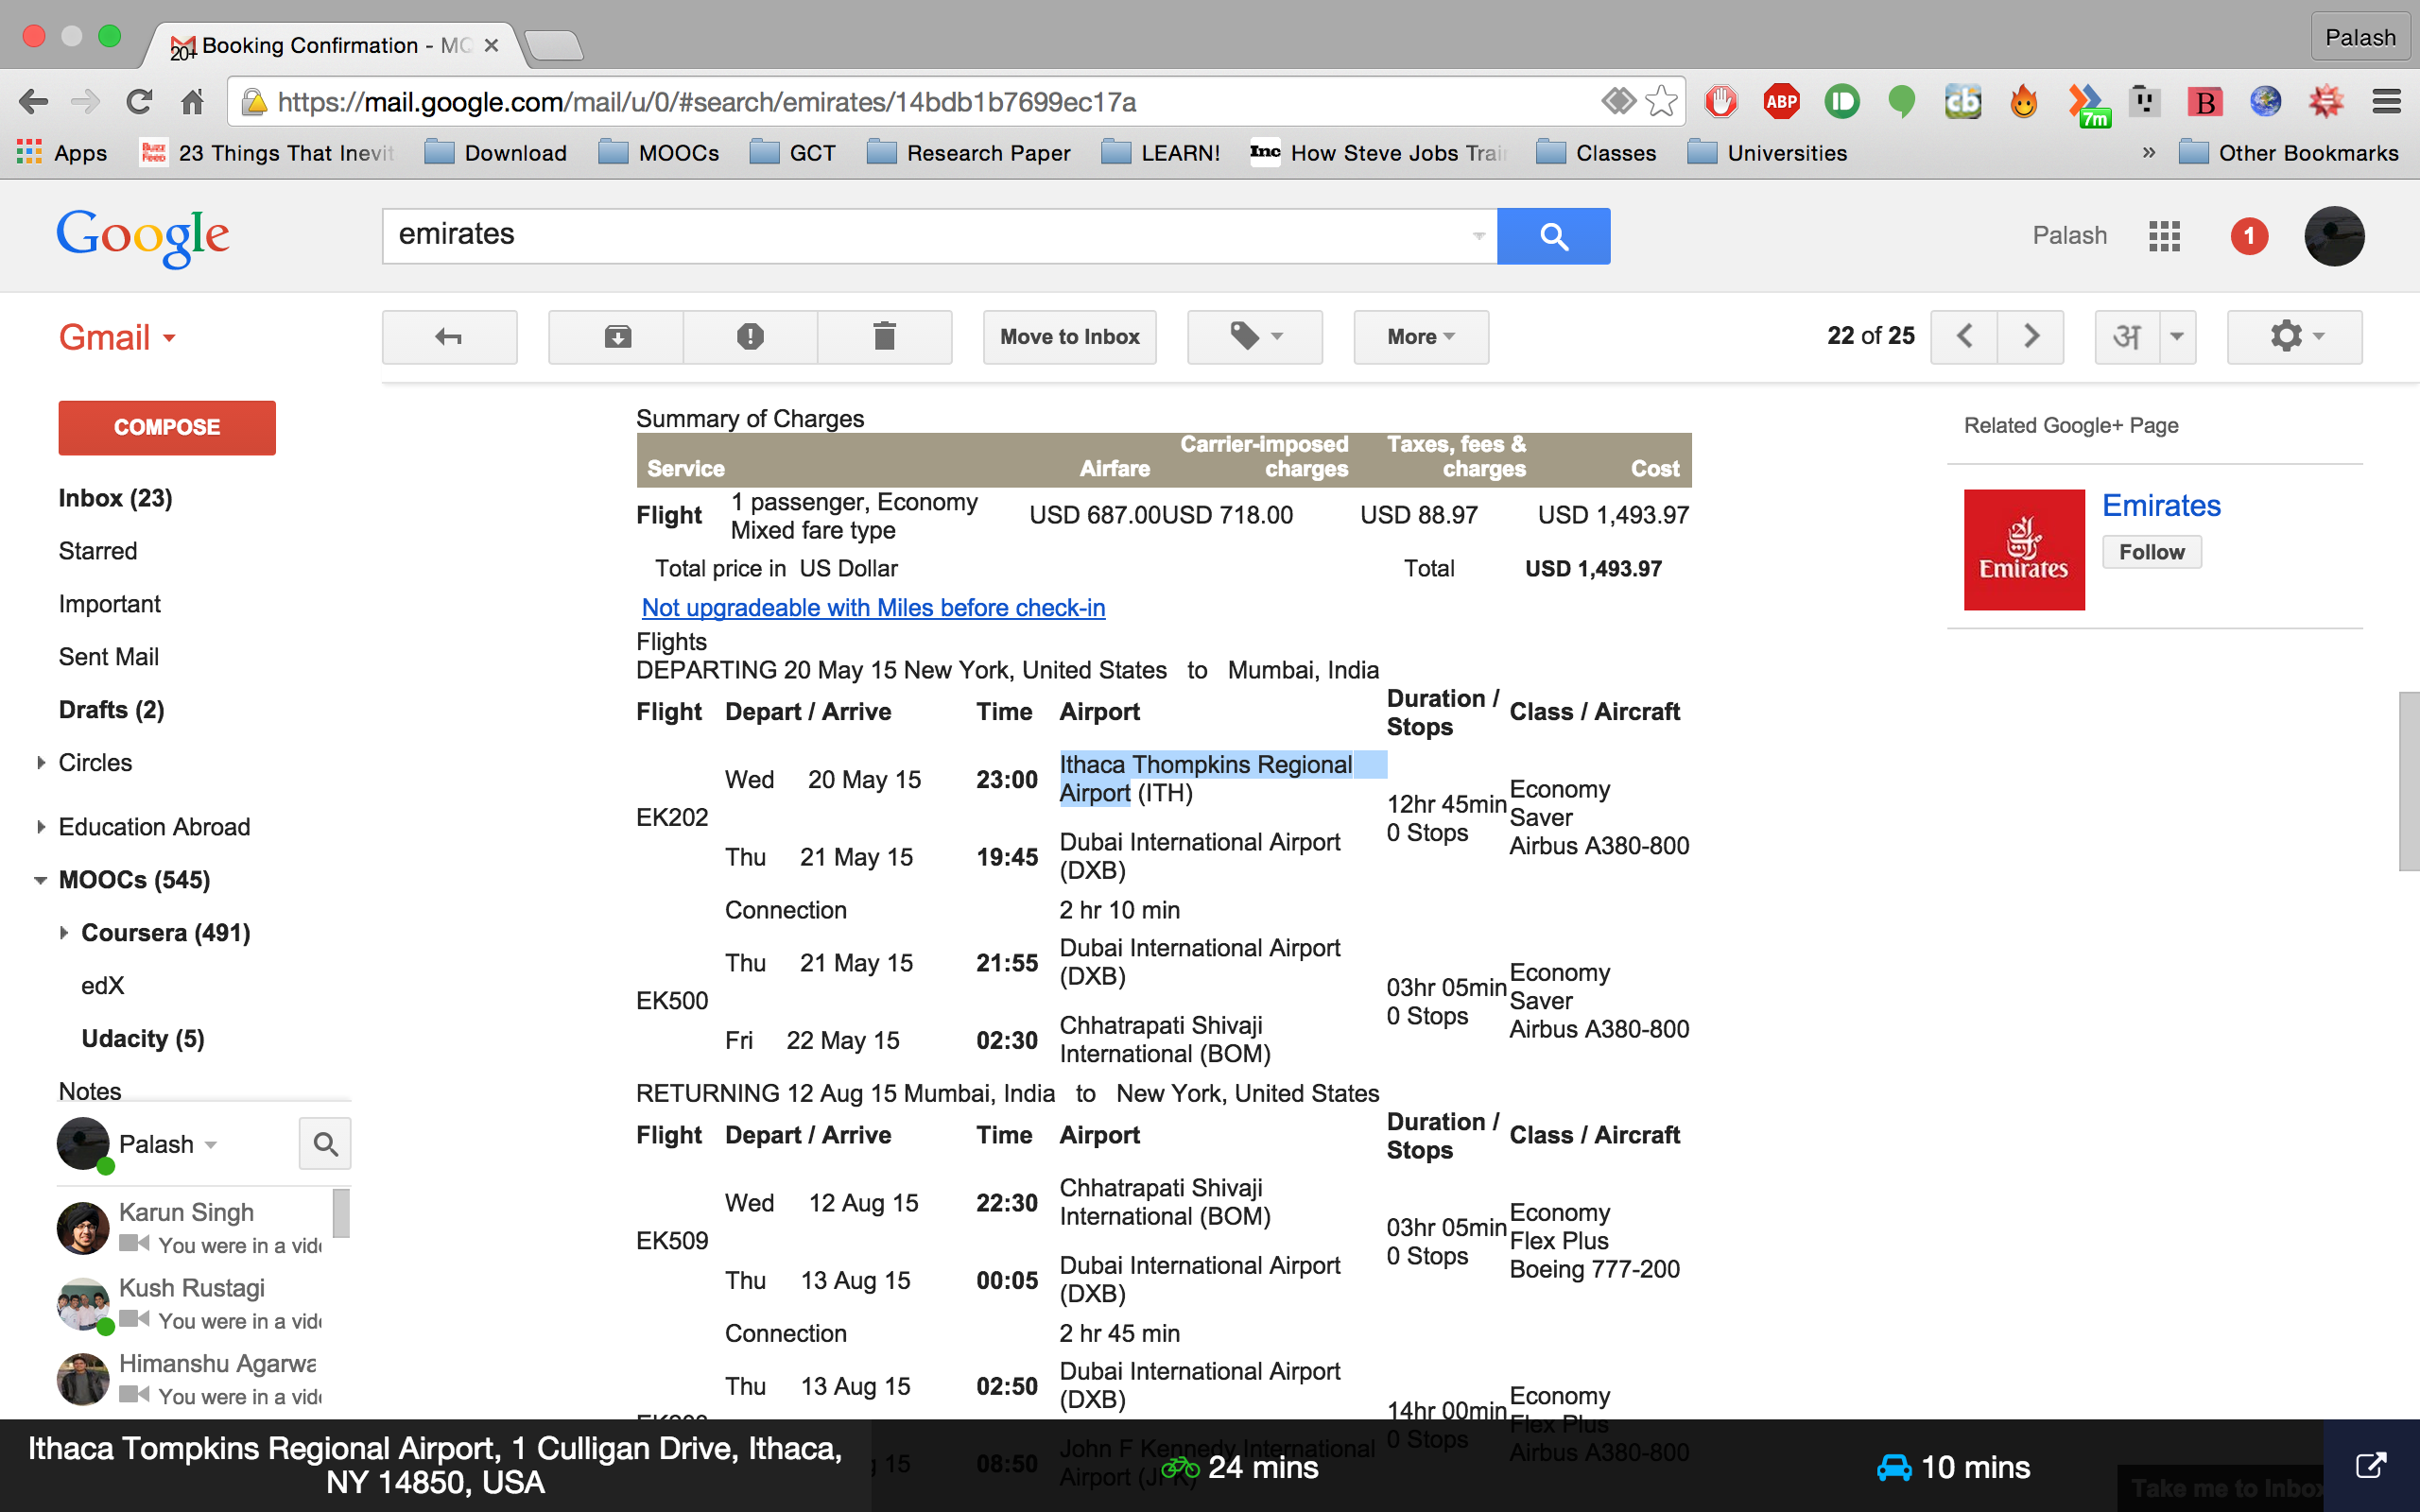 20+ Booking Confirmation - MC
Palash
https://mail.google.com/mail/u/0/#search/emirates/14bdb1b7699ec17a
ABP
cb
7m
B
Apps
Buzz Feed 23 Things That Inevit
Download
MOOCs
GCT
Research Paper
LEARN!
Inc How Steve Jobs Trai
Classes
Universities
»
Other Bookmarks
Google
emirates
Palash
1
Gmail
Move to Inbox
More
22 of 25
अ
COMPOSE
Inbox (23)
Starred
Important
Sent Mail
Drafts (2)
Circles
Education Abroad
MOOCs (545)
Coursera (491)
edX
Udacity (5)
Notes
Palash
Karun Singh
You were in a vid
Kush Rustagi
You were in a vid
Himanshu Agarwa
You were in a vid
Summary of Charges
Service Airfare Carrier-imposed charges Taxes, fees & charges Cost
Flight 1 passenger, Economy Mixed fare type USD 687.00 USD 718.00 USD 88.97 USD 1,493.97
Total price in US Dollar Total USD 1,493.97
Not upgradeable with Miles before check-in
Flights
DEPARTING 20 May 15 New York, United States to Mumbai, India
Flight Depart / Arrive Time Airport Duration / Stops Class / Aircraft
EK202
Wed 20 May 15 23:00 Ithaca Thompkins Regional
Airport (ITH)
Thu 21 May 15 19:45 Dubai International Airport
(DXB)
12hr 45min
0 Stops
Economy
Saver
Airbus A380-800
Connection 2 hr 10 min
EK500
Thu 21 May 15 21:55 Dubai International Airport
(DXB)
Fri 22 May 15 02:30 Chhatrapati Shivaji
International (BOM)
03hr 05min
0 Stops
Economy
Saver
Airbus A380-800
RETURNING 12 Aug 15 Mumbai, India to New York, United States
Flight Depart / Arrive Time Airport Duration / Stops Class / Aircraft
EK509
Wed 12 Aug 15 22:30 Chhatrapati Shivaji
International (BOM)
Thu 13 Aug 15 00:05 Dubai International Airport
(DXB)
03hr 05min
0 Stops
Economy
Flex Plus
Boeing 777-200
Connection 2 hr 45 min
Thu 13 Aug 15 02:50 Dubai International Airport
(DXB)
15 08:50 John F Kennedy International
Airport (JFK)
14hr 00min
0 Stops
Economy
Flex Plus
Airbus A380-800
Related Google+ Page
Emirates
Emirates
Follow
Ithaca Tompkins Regional Airport, 1 Culligan Drive, Ithaca,
NY 14850, USA
24 mins
10 mins
Take me to Inbox